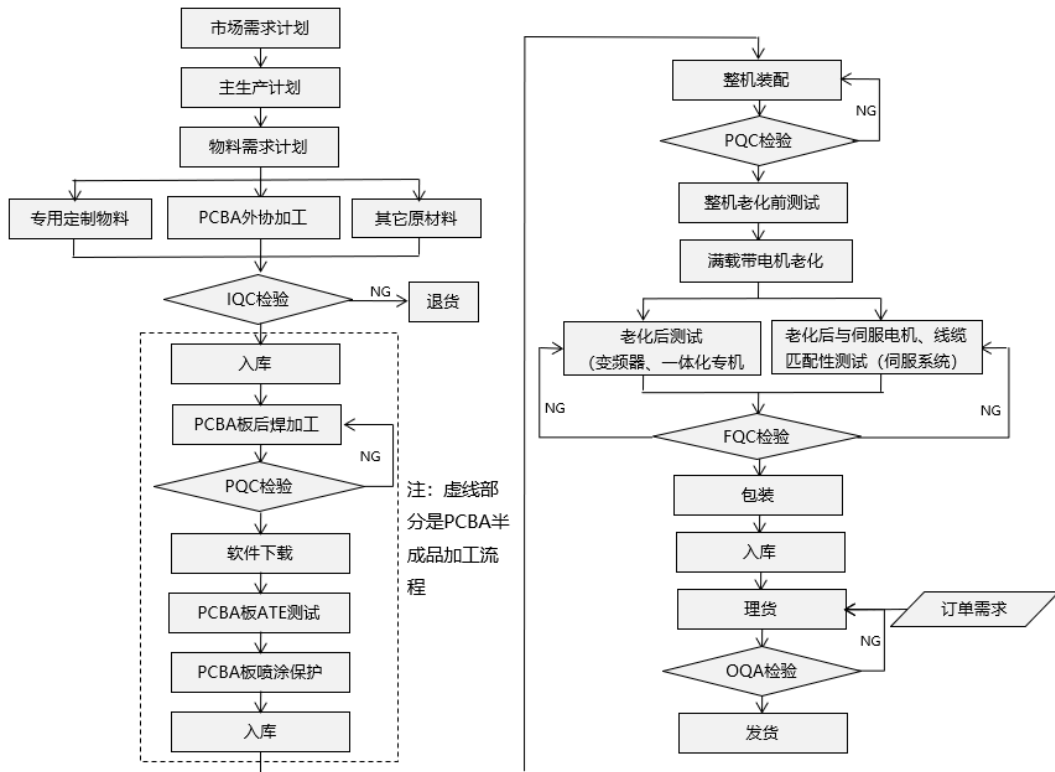 市场需求计划
主生产计划
物料需求计划
专用定制物料
PCBA外协加工
其它原材料
IQC检验
NG
退货
入库
PCBA板后焊加工
NG
PQC检验
注：虚线部
分是PCBA半
成品加工流
程
软件下载
PCBA板ATE测试
PCBA板喷涂保护
入库
整机装配
NG
PQC检验
整机老化前测试
满载带电机老化
老化后测试
（变频器、一体化专机
老化后与伺服电机、线缆
匹配性测试（伺服系统）
NG
NG
FQC检验
包装
入库
理货
订单需求
NG
OQA检验
发货